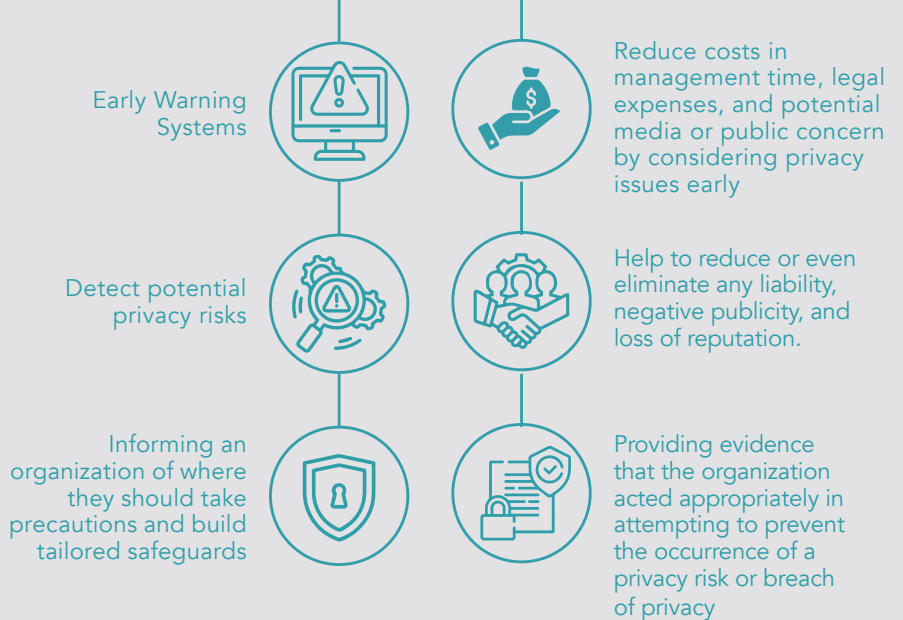 Early Warning
Systems
Detect potential
privacy risks
Informing an
organization of where
they should take
precautions and build
tailored safeguards
$
Reduce costs in
management time, legal
expenses, and potential
media or public concern
by considering privacy
issues early
Help to reduce or even
eliminate any liability,
negative publicity, and
loss of reputation.
Providing evidence
that the organization
acted appropriately in
attempting to prevent
the occurrence of a
privacy risk or breach
of privacy